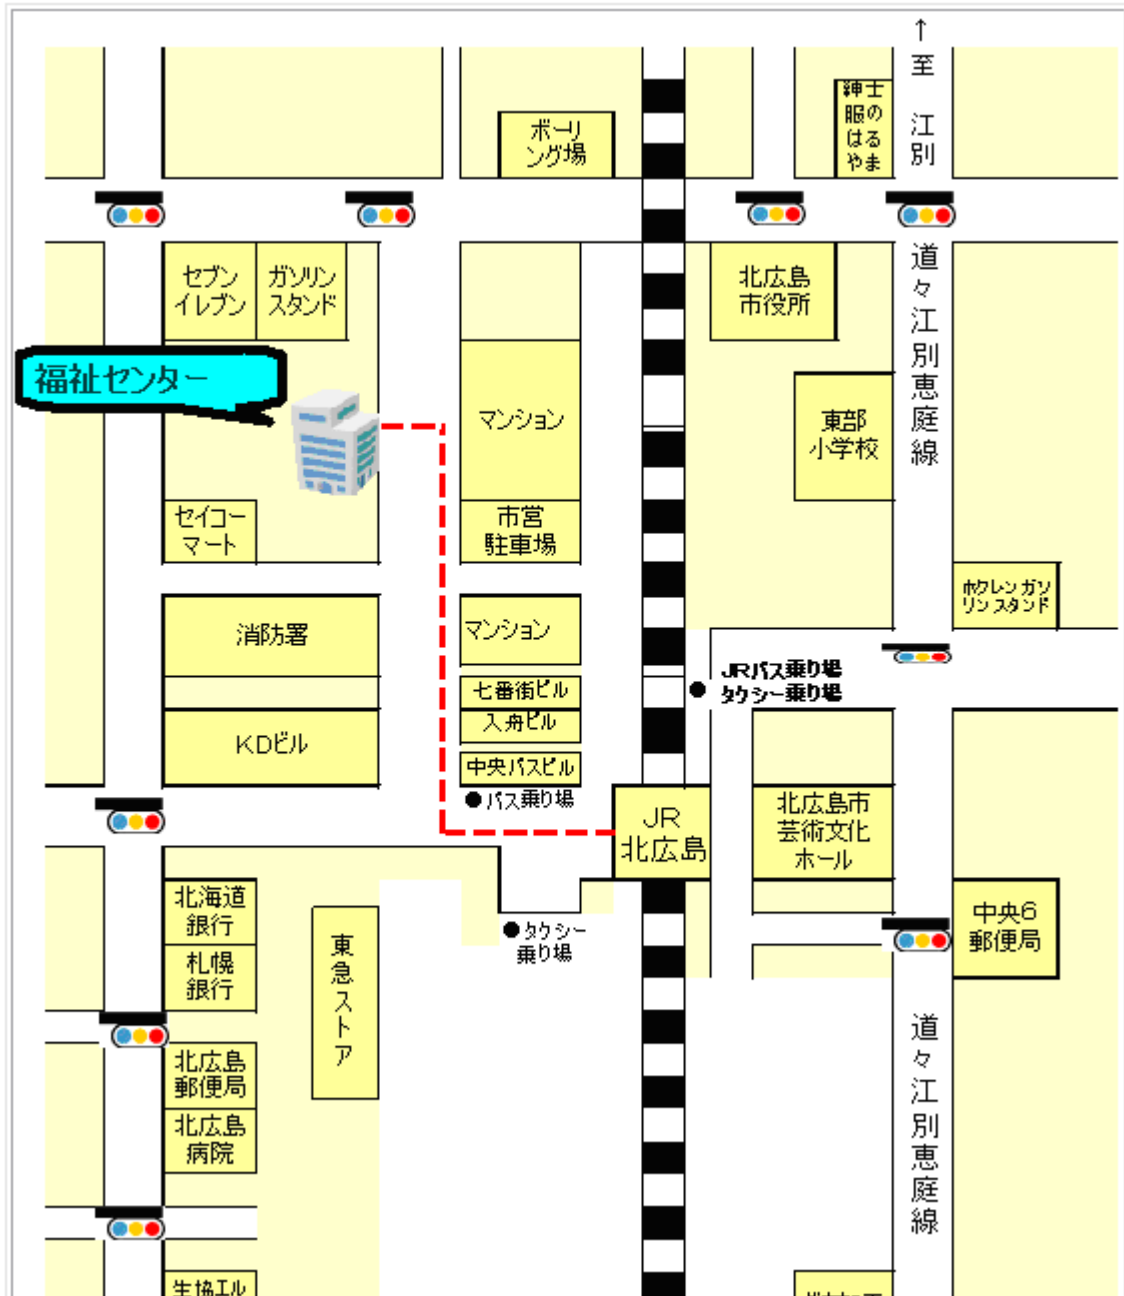 ↑
至
江
別
紳士
服の
はる
やま
ボーリ
ング場
セブン
イレブン
ガソリン
スタンド
北広島
市役所
道
々
江
別
恵
庭
線
福祉センター
マンション
東部
小学校
セイコー
マート
市営
駐車場
ホクレンガソ
リンスタンド
消防署
マンション
JRバス乗り場
タクシー乗り場
七番街ビル
入舟ビル
KDビル
中央バスビル
●バス乗り場
JR
北広島
北広島市
芸術文化
ホール
北海道
銀行
東
急
ス
ト
ア
●タクシー
乗り場
中央6
郵便局
札幌
銀行
北広島
郵便局
道
々
江
別
恵
庭
線
北広島
病院
生協エル